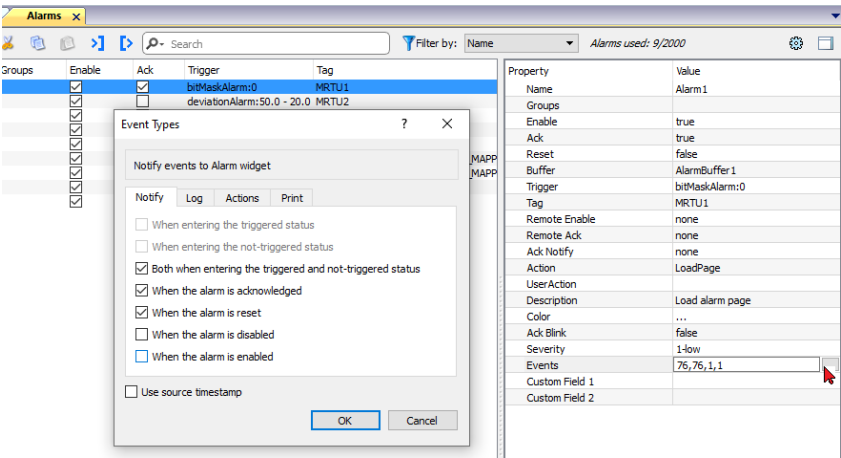 Alarms x
Search
Filter by: Name
Alarms used: 9/2000
Groups Enable Ack Trigger Tag
bitMaskAlarm:0 MRTU1
deviationAlarm:50.0 - 20.0 MRTU2
_MAPP
_MAPP
Event Types ? X
Notify events to Alarm widget
Notify Log Actions Print
When entering the triggered status
When entering the not-triggered status
Both when entering the triggered and not-triggered status
When the alarm is acknowledged
When the alarm is reset
When the alarm is disabled
When the alarm is enabled
Use source timestamp
OK Cancel
Property Value
Name Alarm1
Groups
Enable true
Ack true
Reset false
Buffer AlarmBuffer1
Trigger bitMaskAlarm:0
Tag MRTU1
Remote Enable none
Remote Ack none
Ack Notify none
Action LoadPage
UserAction
Description Load alarm page
Color ...
Ack Blink false
Severity 1-low
Events 76,76,1,1
Custom Field 1
Custom Field 2